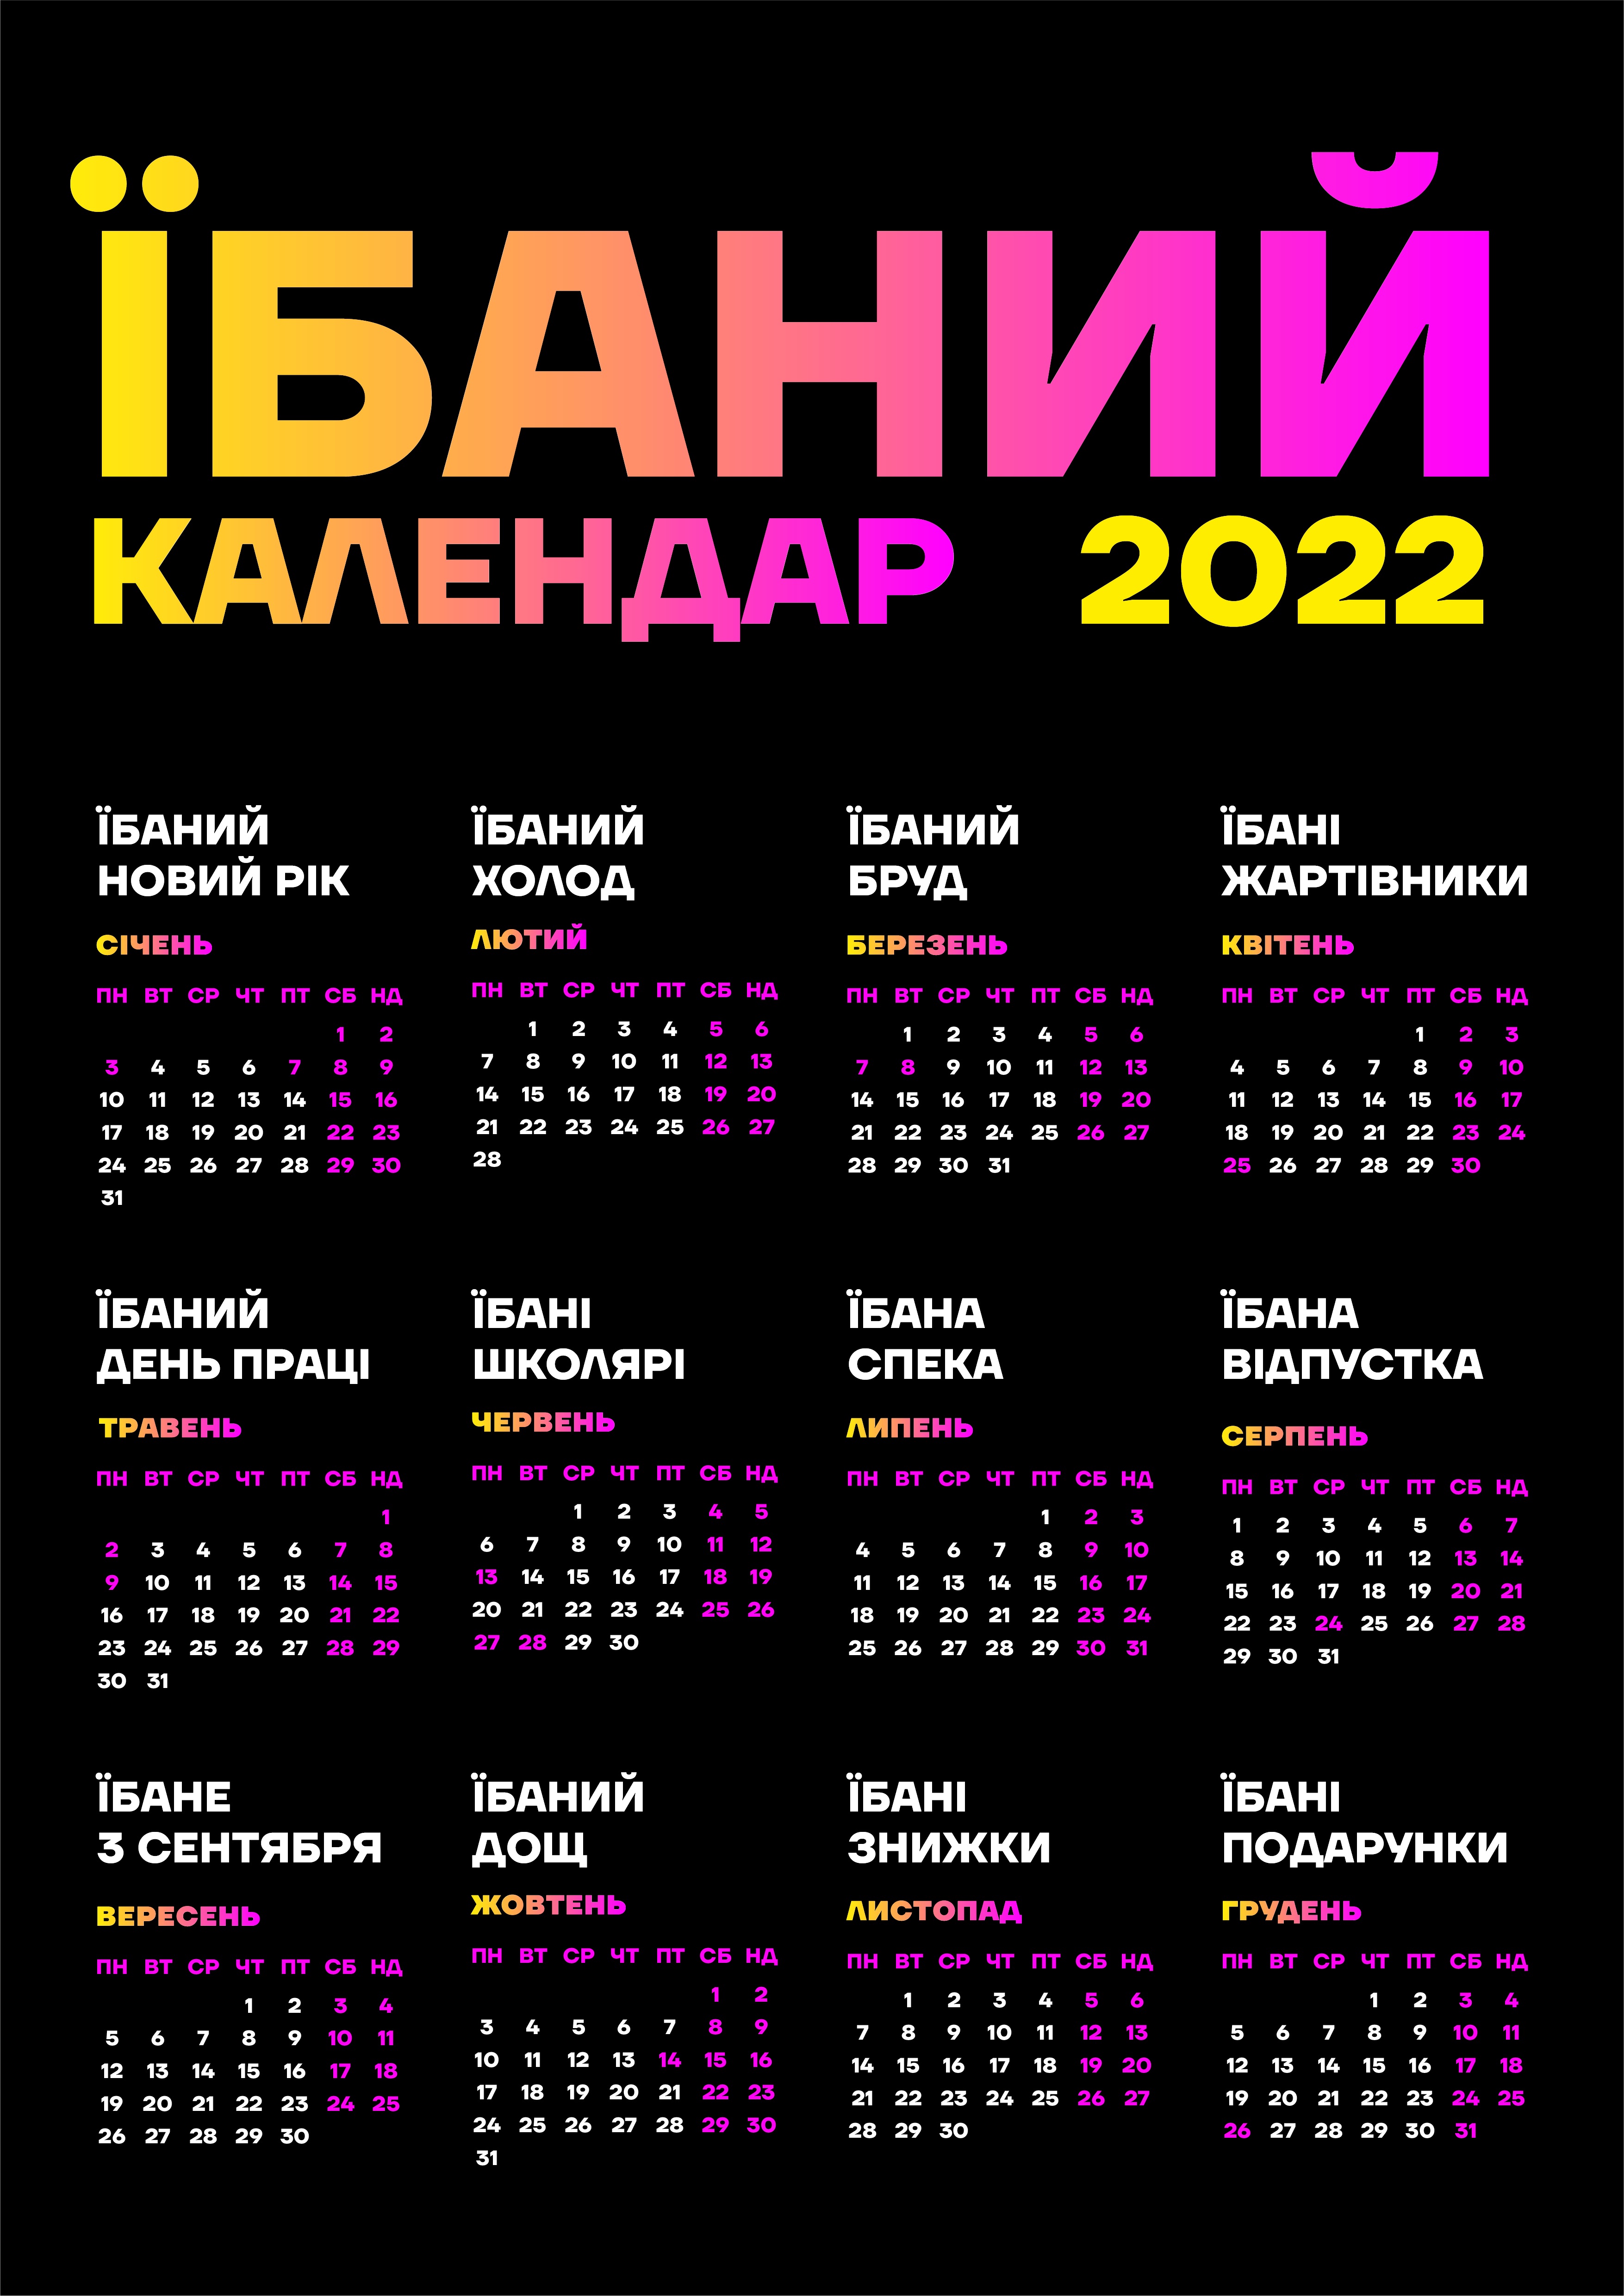 ЇБАНИЙ
КАЛЕНДАР 2022
ЇБАНИЙ
НОВИЙ РІК
СІЧЕНЬ
ПН ВТ СР ЧТ ПТ СБ НД
1 2
3 4 5 6 7 8 9
10 11 12 13 14 15 16
17 18 19 20 21 22 23
24 25 26 27 28 29 30
31
ЇБАНИЙ
ХОЛОД
ЛЮТИЙ
ПН ВТ СР ЧТ ПТ СБ НД
1 2 3 4 5 6
7 8 9 10 11 12 13
14 15 16 17 18 19 20
21 22 23 24 25 26 27
28
ЇБАНИЙ
БРУД
БЕРЕЗЕНЬ
ПН ВТ СР ЧТ ПТ СБ НД
1 2 3 4 5 6
7 8 9 10 11 12 13
14 15 16 17 18 19 20
21 22 23 24 25 26 27
28 29 30 31
ЇБАНІ
ЖАРТІВНИКИ
КВІТЕНЬ
ПН ВТ СР ЧТ ПТ СБ НД
1 2 3
4 5 6 7 8 9 10
11 12 13 14 15 16 17
18 19 20 21 22 23 24
25 26 27 28 29 30
ЇБАНИЙ
ДЕНЬ ПРАЦІ
ТРАВЕНЬ
ПН ВТ СР ЧТ ПТ СБ НД
1
2 3 4 5 6 7 8
9 10 11 12 13 14 15
16 17 18 19 20 21 22
23 24 25 26 27 28 29
30 31
ЇБАНІ
ШКОЛЯРІ
ЧЕРВЕНЬ
ПН ВТ СР ЧТ ПТ СБ НД
1 2 3 4 5
6 7 8 9 10 11 12
13 14 15 16 17 18 19
20 21 22 23 24 25 26
27 28 29 30
ЇБАНА
СПЕКА
ЛИПЕНЬ
ПН ВТ СР ЧТ ПТ СБ НД
1 2 3
4 5 6 7 8 9 10
11 12 13 14 15 16 17
18 19 20 21 22 23 24
25 26 27 28 29 30 31
ЇБАНА
ВІДПУСТКА
СЕРПЕНЬ
ПН ВТ СР ЧТ ПТ СБ НД
1 2 3 4 5 6 7
8 9 10 11 12 13 14
15 16 17 18 19 20 21
22 23 24 25 26 27 28
29 30 31
ЇБАНЕ
3 СЕНТЯБРЯ
ВЕРЕСЕНЬ
ПН ВТ СР ЧТ ПТ СБ НД
1 2 3 4
5 6 7 8 9 10 11
12 13 14 15 16 17 18
19 20 21 22 23 24 25
26 27 28 29 30
ЇБАНИЙ
ДОЩ
ЖОВТЕНЬ
ПН ВТ СР ЧТ ПТ СБ НД
1 2
3 4 5 6 7 8 9
10 11 12 13 14 15 16
17 18 19 20 21 22 23
24 25 26 27 28 29 30
31
ЇБАНІ
ЗНИЖКИ
ЛИСТОПАД
ПН ВТ СР ЧТ ПТ СБ НД
1 2 3 4 5 6
7 8 9 10 11 12 13
14 15 16 17 18 19 20
21 22 23 24 25 26 27
28 29 30
ЇБАНІ
ПОДАРУНКИ
ГРУДЕНЬ
ПН ВТ СР ЧТ ПТ СБ НД
1 2 3 4
5 6 7 8 9 10 11
12 13 14 15 16 17 18
19 20 21 22 23 24 25
26 27 28 29 30 31